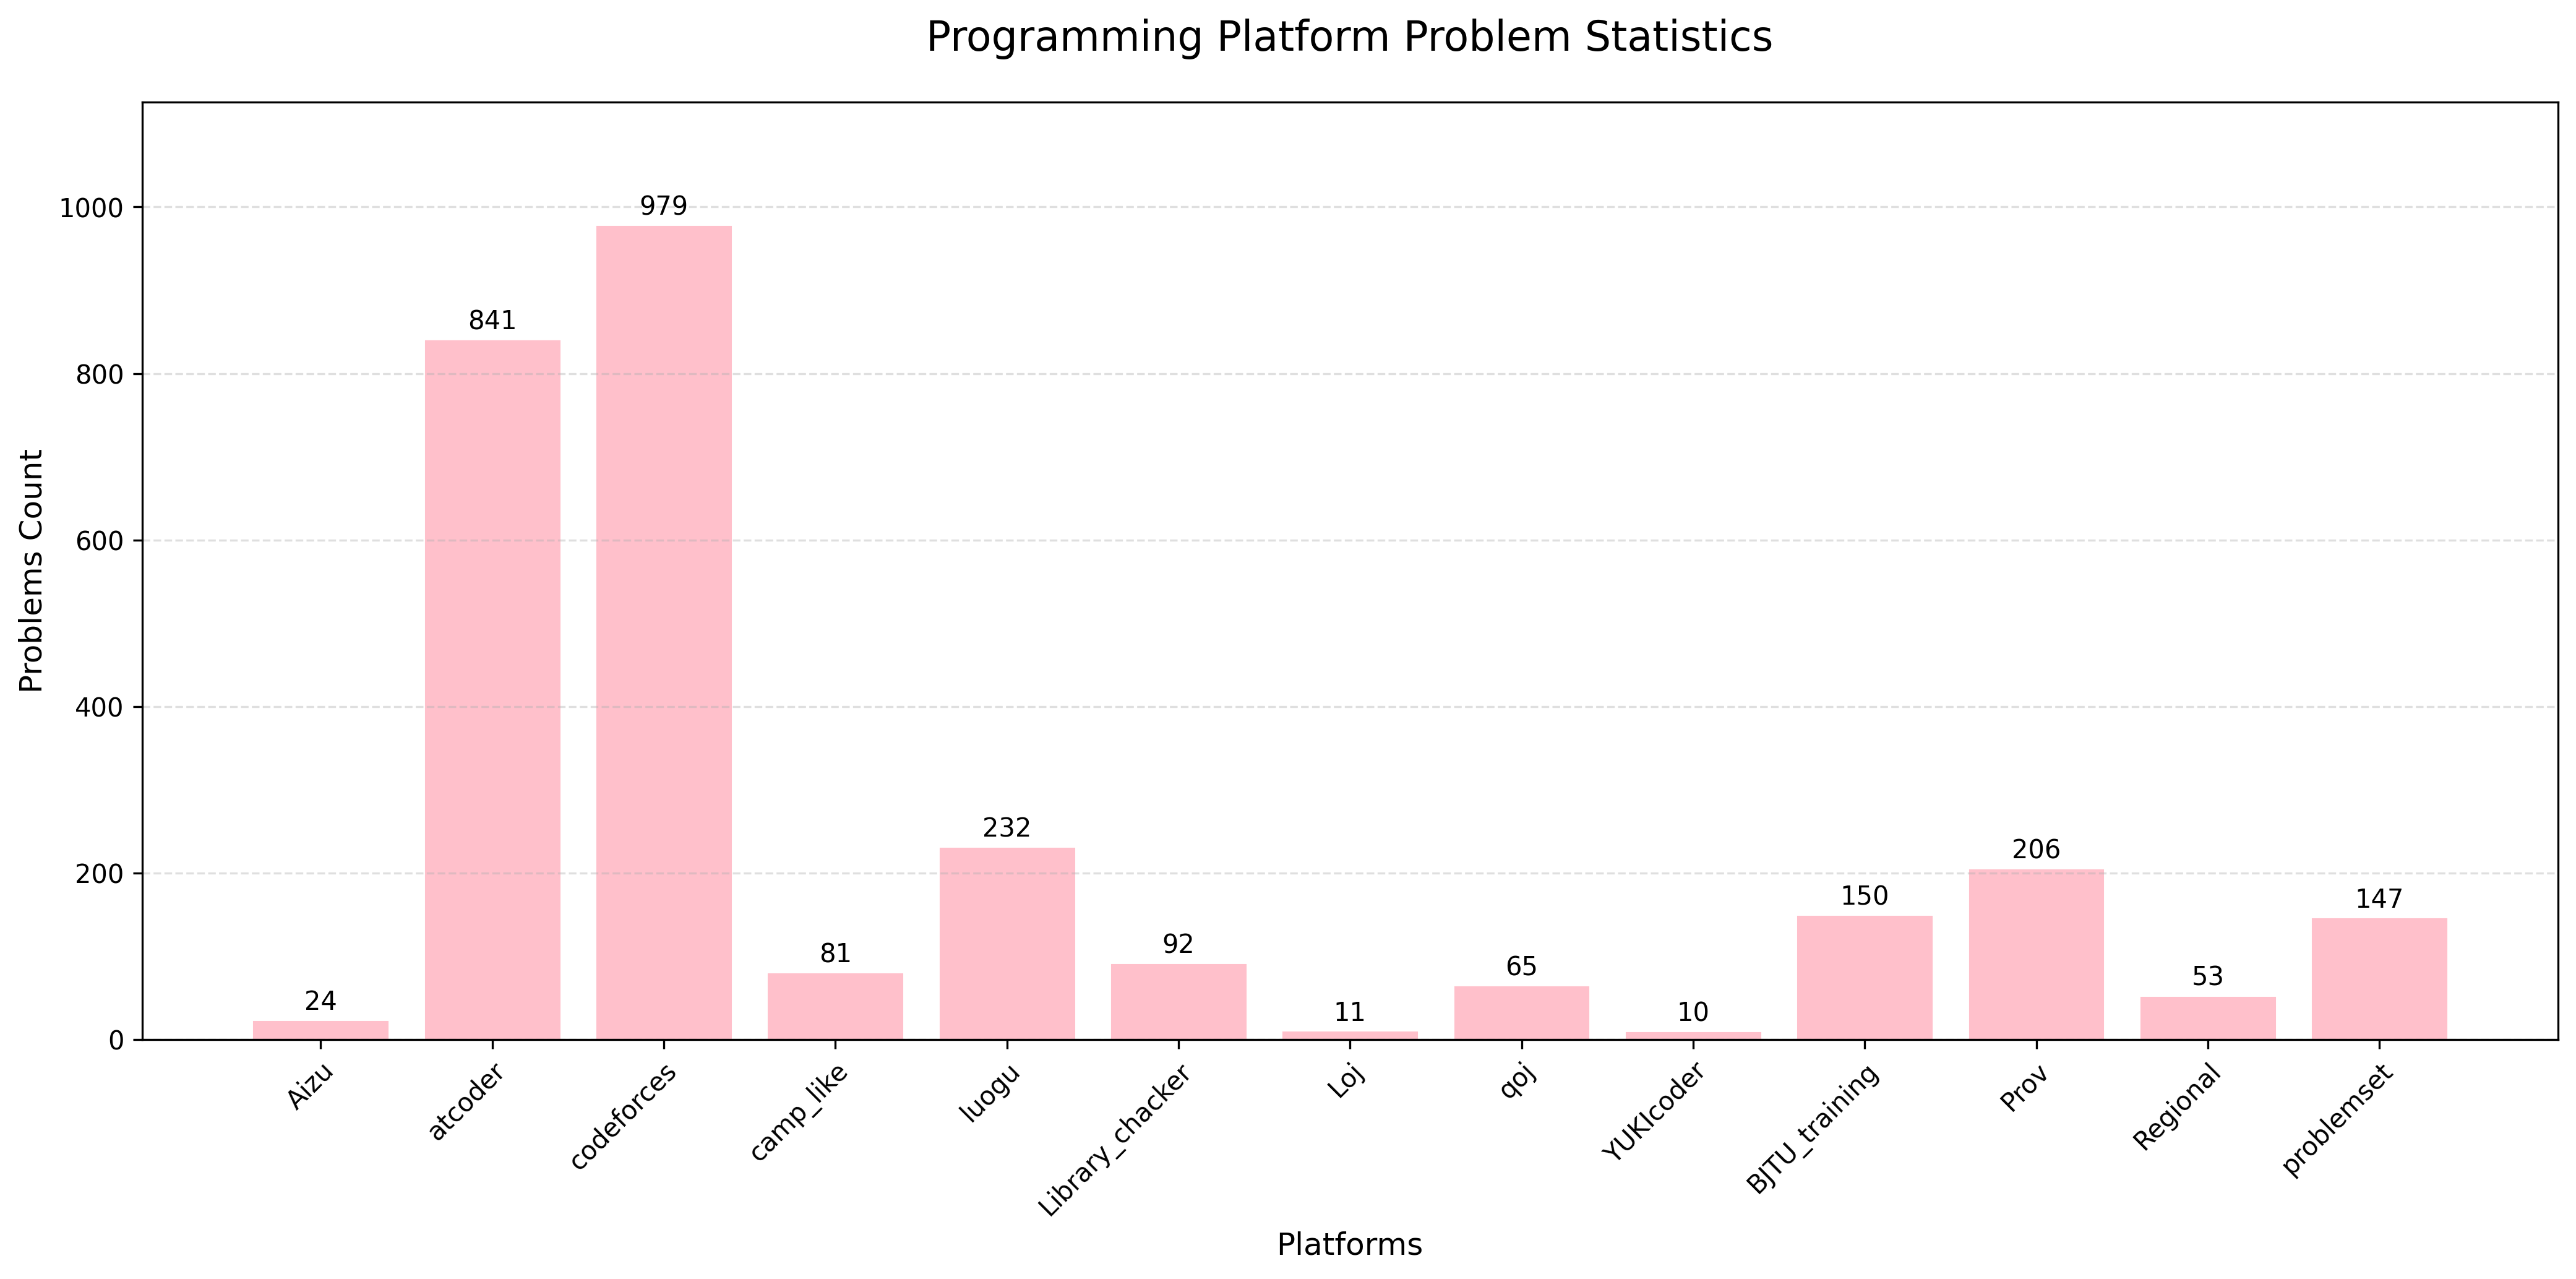 Programming Platform Problem Statistics
Problems Count
1000
800
600
400
200
0
979
841
232
206
150
147
92
81
65
53
24
11
10
Aizu
atcoder
codeforces
camp_like
luogu
Library_chacker
Loj
qoj
YUKIcoder
BJTU_training
Prov
Regional
problemset
Platforms